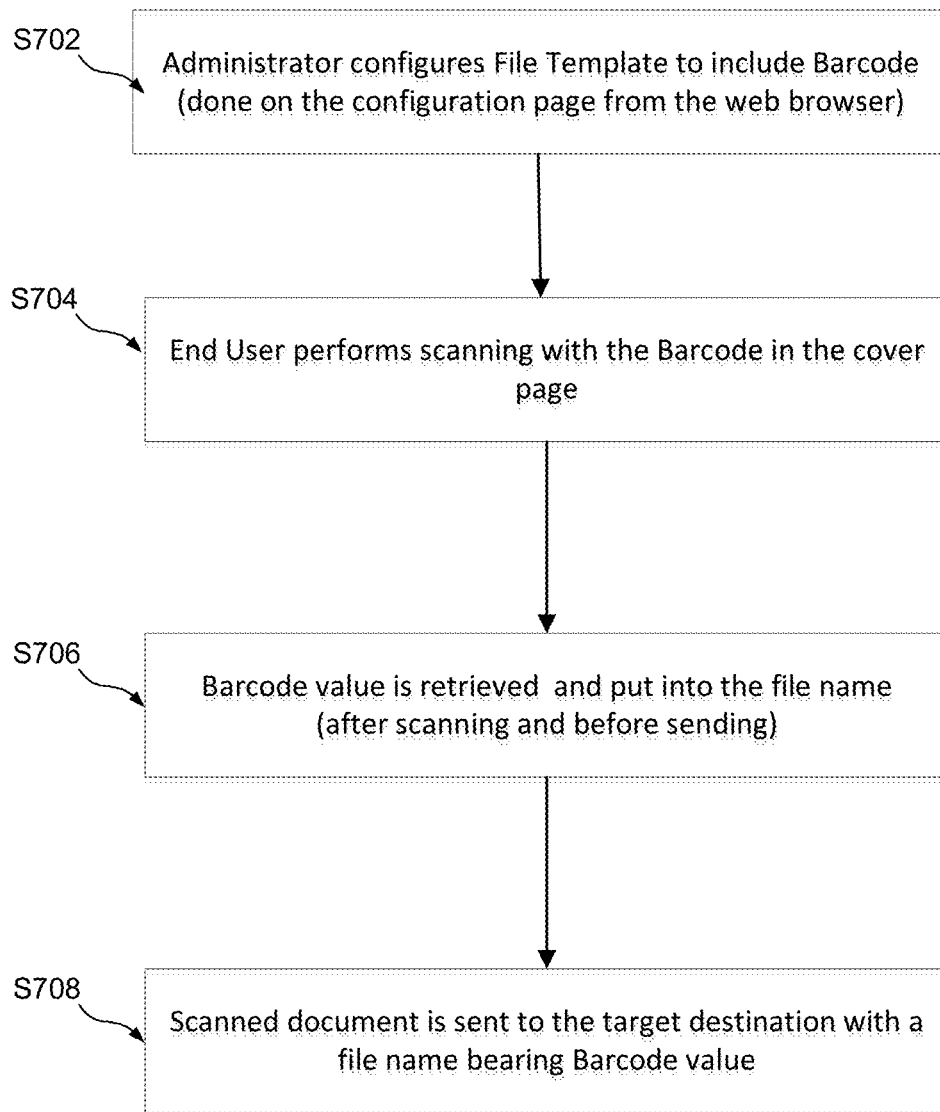 S702
Administrator configures File Template to include Barcode
(done on the configuration page from the web browser)
S704
End User performs scanning with the Barcode in the cover
page
S706
Barcode value is retrieved and put into the file name
(after scanning and before sending)
S708
Scanned document is sent to the target destination with a
file name bearing Barcode value